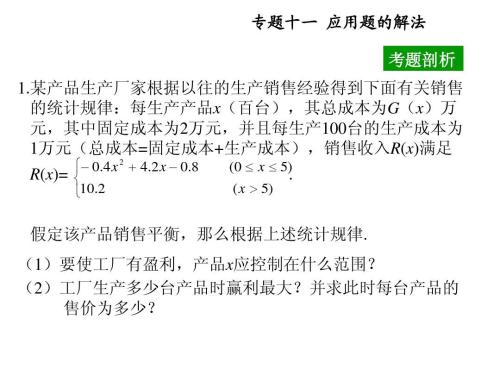 专题十一 应用题的解法
考题剖析
1.某产品生产厂家根据以往的生产销售经验得到下面有关销售
的统计规律：每生产产品x（百台），其总成本为G（x）万
元，其中固定成本为2万元，并且每生产100台的生产成本为
1万元（总成本=固定成本+生产成本），销售收入R(x)满足
R(x)= { −0.4x² + 4.2x − 0.8 (0 ≤ x ≤ 5)
10.2 (x > 5) .
假定该产品销售平衡，那么根据上述统计规律.
（1）要使工厂有盈利，产品x应控制在什么范围？
（2）工厂生产多少台产品时赢利最大？并求此时每台产品的
售价为多少？